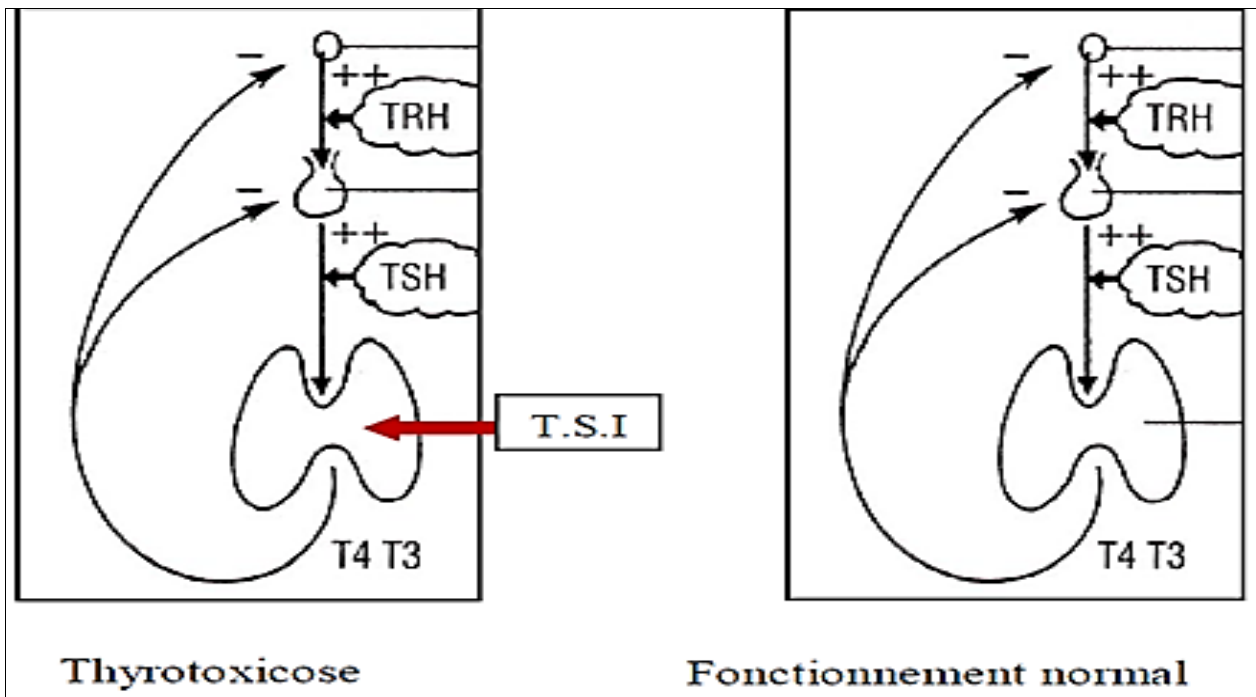 −
++
TRH
−
++
TSH
T.S.I
T4 T3
Thyrotoxicose
−
++
TRH
−
++
TSH
T4 T3
Fonctionnement normal